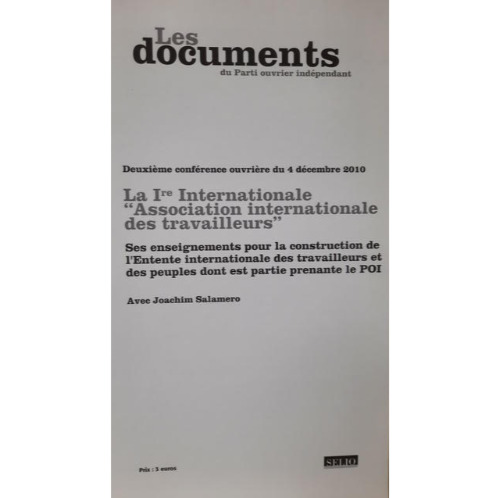 Les
documents
du Parti ouvrier indépendant
Deuxième conférence ouvrière du 4 décembre 2010
La Ire Internationale
"Association internationale
des travailleurs"
Ses enseignements pour la construction de
l'Entente internationale des travailleurs et
des peuples dont est partie prenante le POI
Avec Joachim Salamero
Prix : 3 euros
SELIO